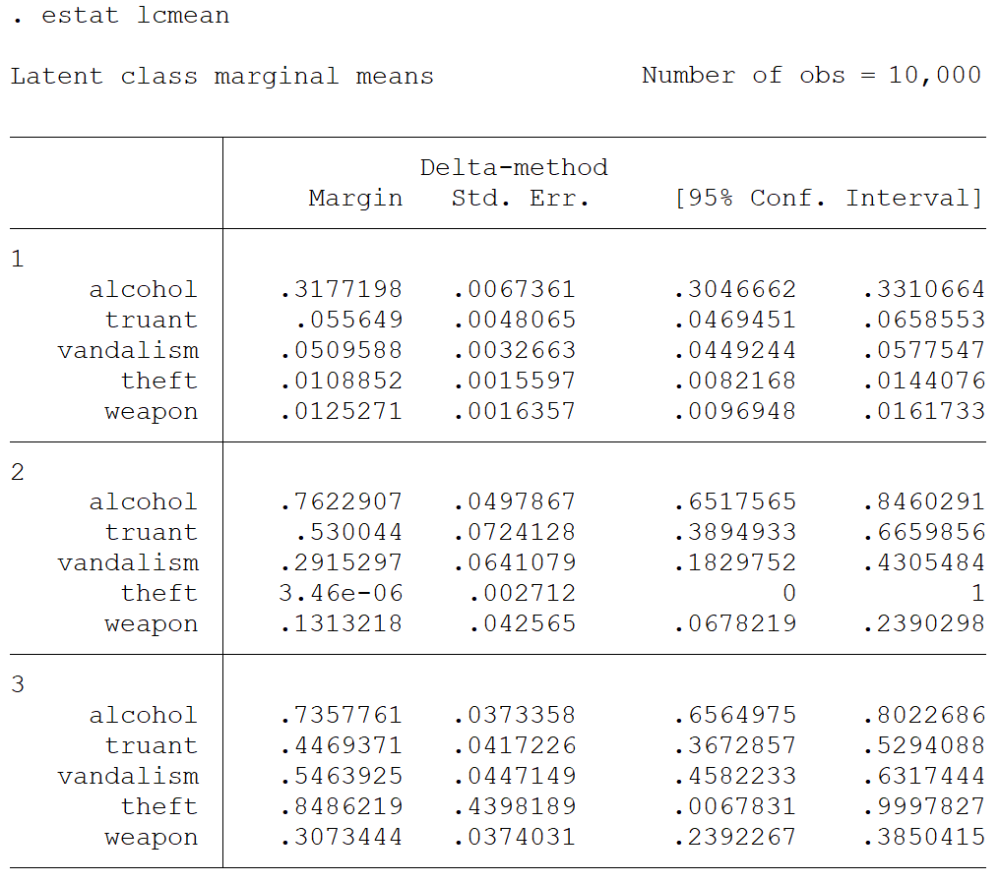 . estat lcmean
Latent class marginal means Number of obs = 10,000
Delta-method
Margin Std. Err. [95% Conf. Interval]
1
alcohol .3177198 .0067361 .3046662 .3310664
truant .055649 .0048065 .0469451 .0658553
vandalism .0509588 .0032663 .0449244 .0577547
theft .0108852 .0015597 .0082168 .0144076
weapon .0125271 .0016357 .0096948 .0161733
2
alcohol .7622907 .0497867 .6517565 .8460291
truant .530044 .0724128 .3894933 .6659856
vandalism .2915297 .0641079 .1829752 .4305484
theft 3.46e-06 .002712 0 1
weapon .1313218 .042565 .0678219 .2390298
3
alcohol .7357761 .0373358 .6564975 .8022686
truant .4469371 .0417226 .3672857 .5294088
vandalism .5463925 .0447149 .4582233 .6317444
theft .8486219 .4398189 .0067831 .9997827
weapon .3073444 .0374031 .2392267 .3850415